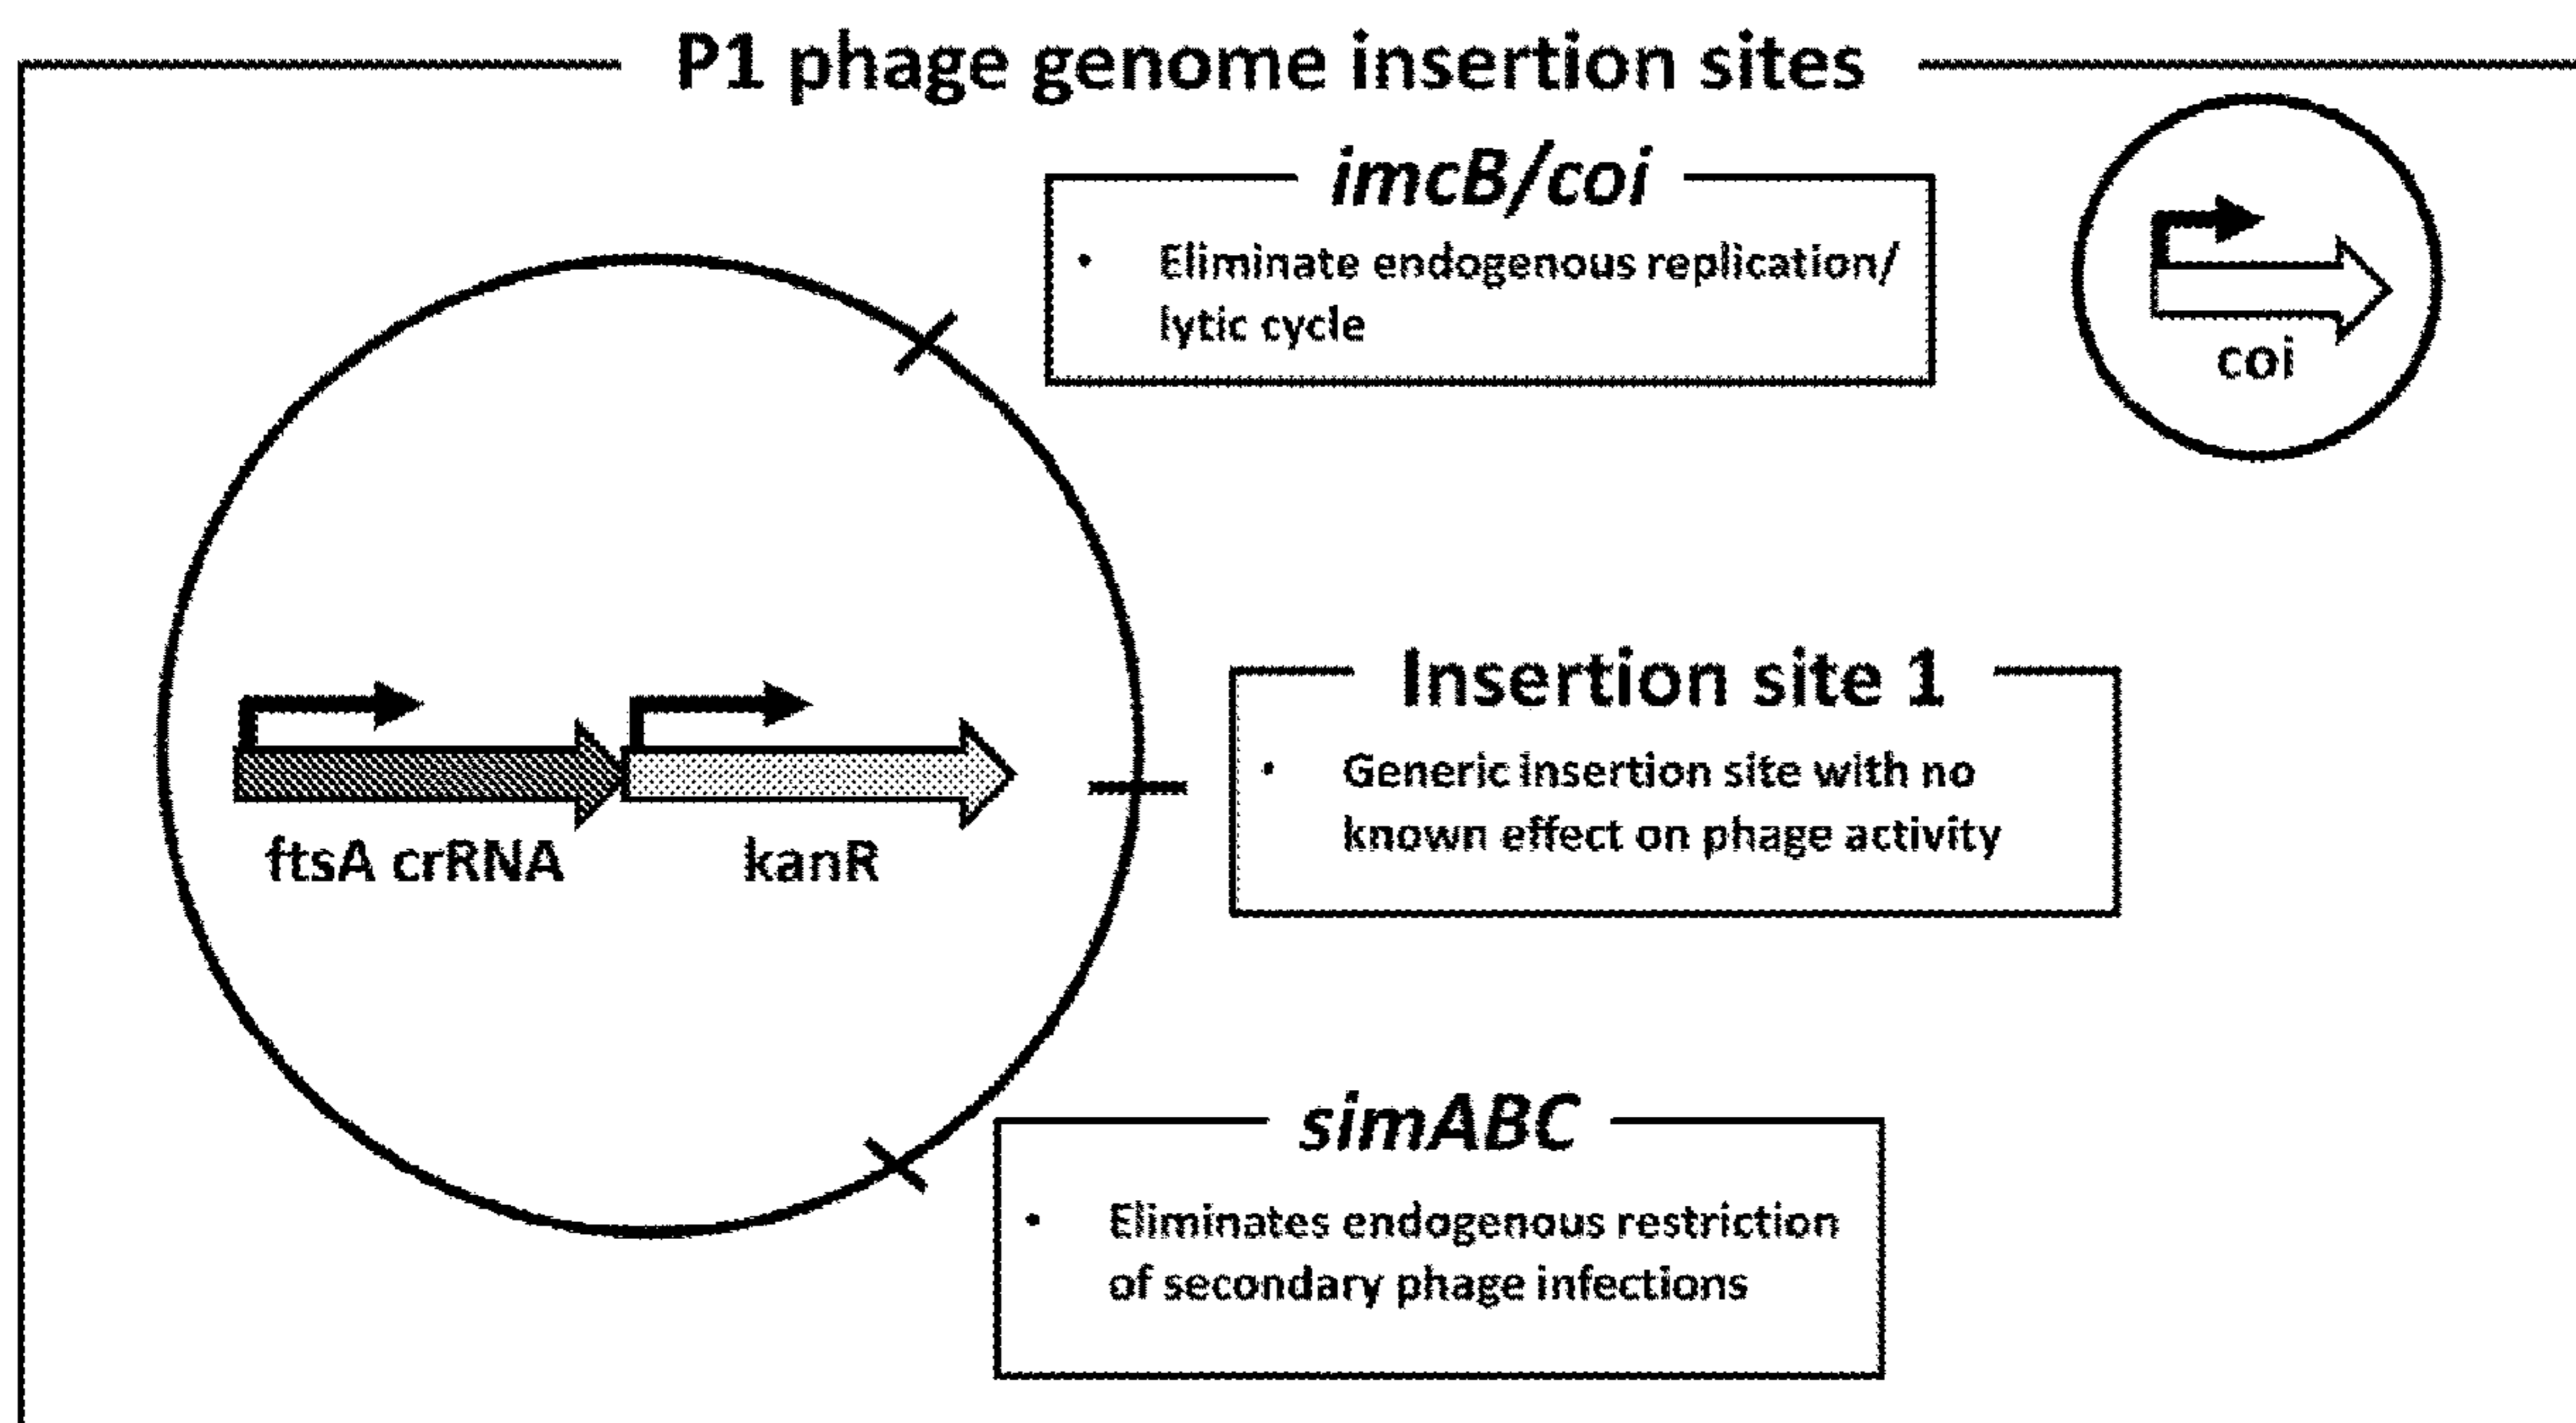 P1 phage genome insertion sites
imcB/coi
• Eliminate endogenous replication/
lytic cycle
coi
Insertion site 1
• Generic insertion site with no
known effect on phage activity
ftsA crRNA
kanR
simABC
• Eliminates endogenous restriction
of secondary phage infections